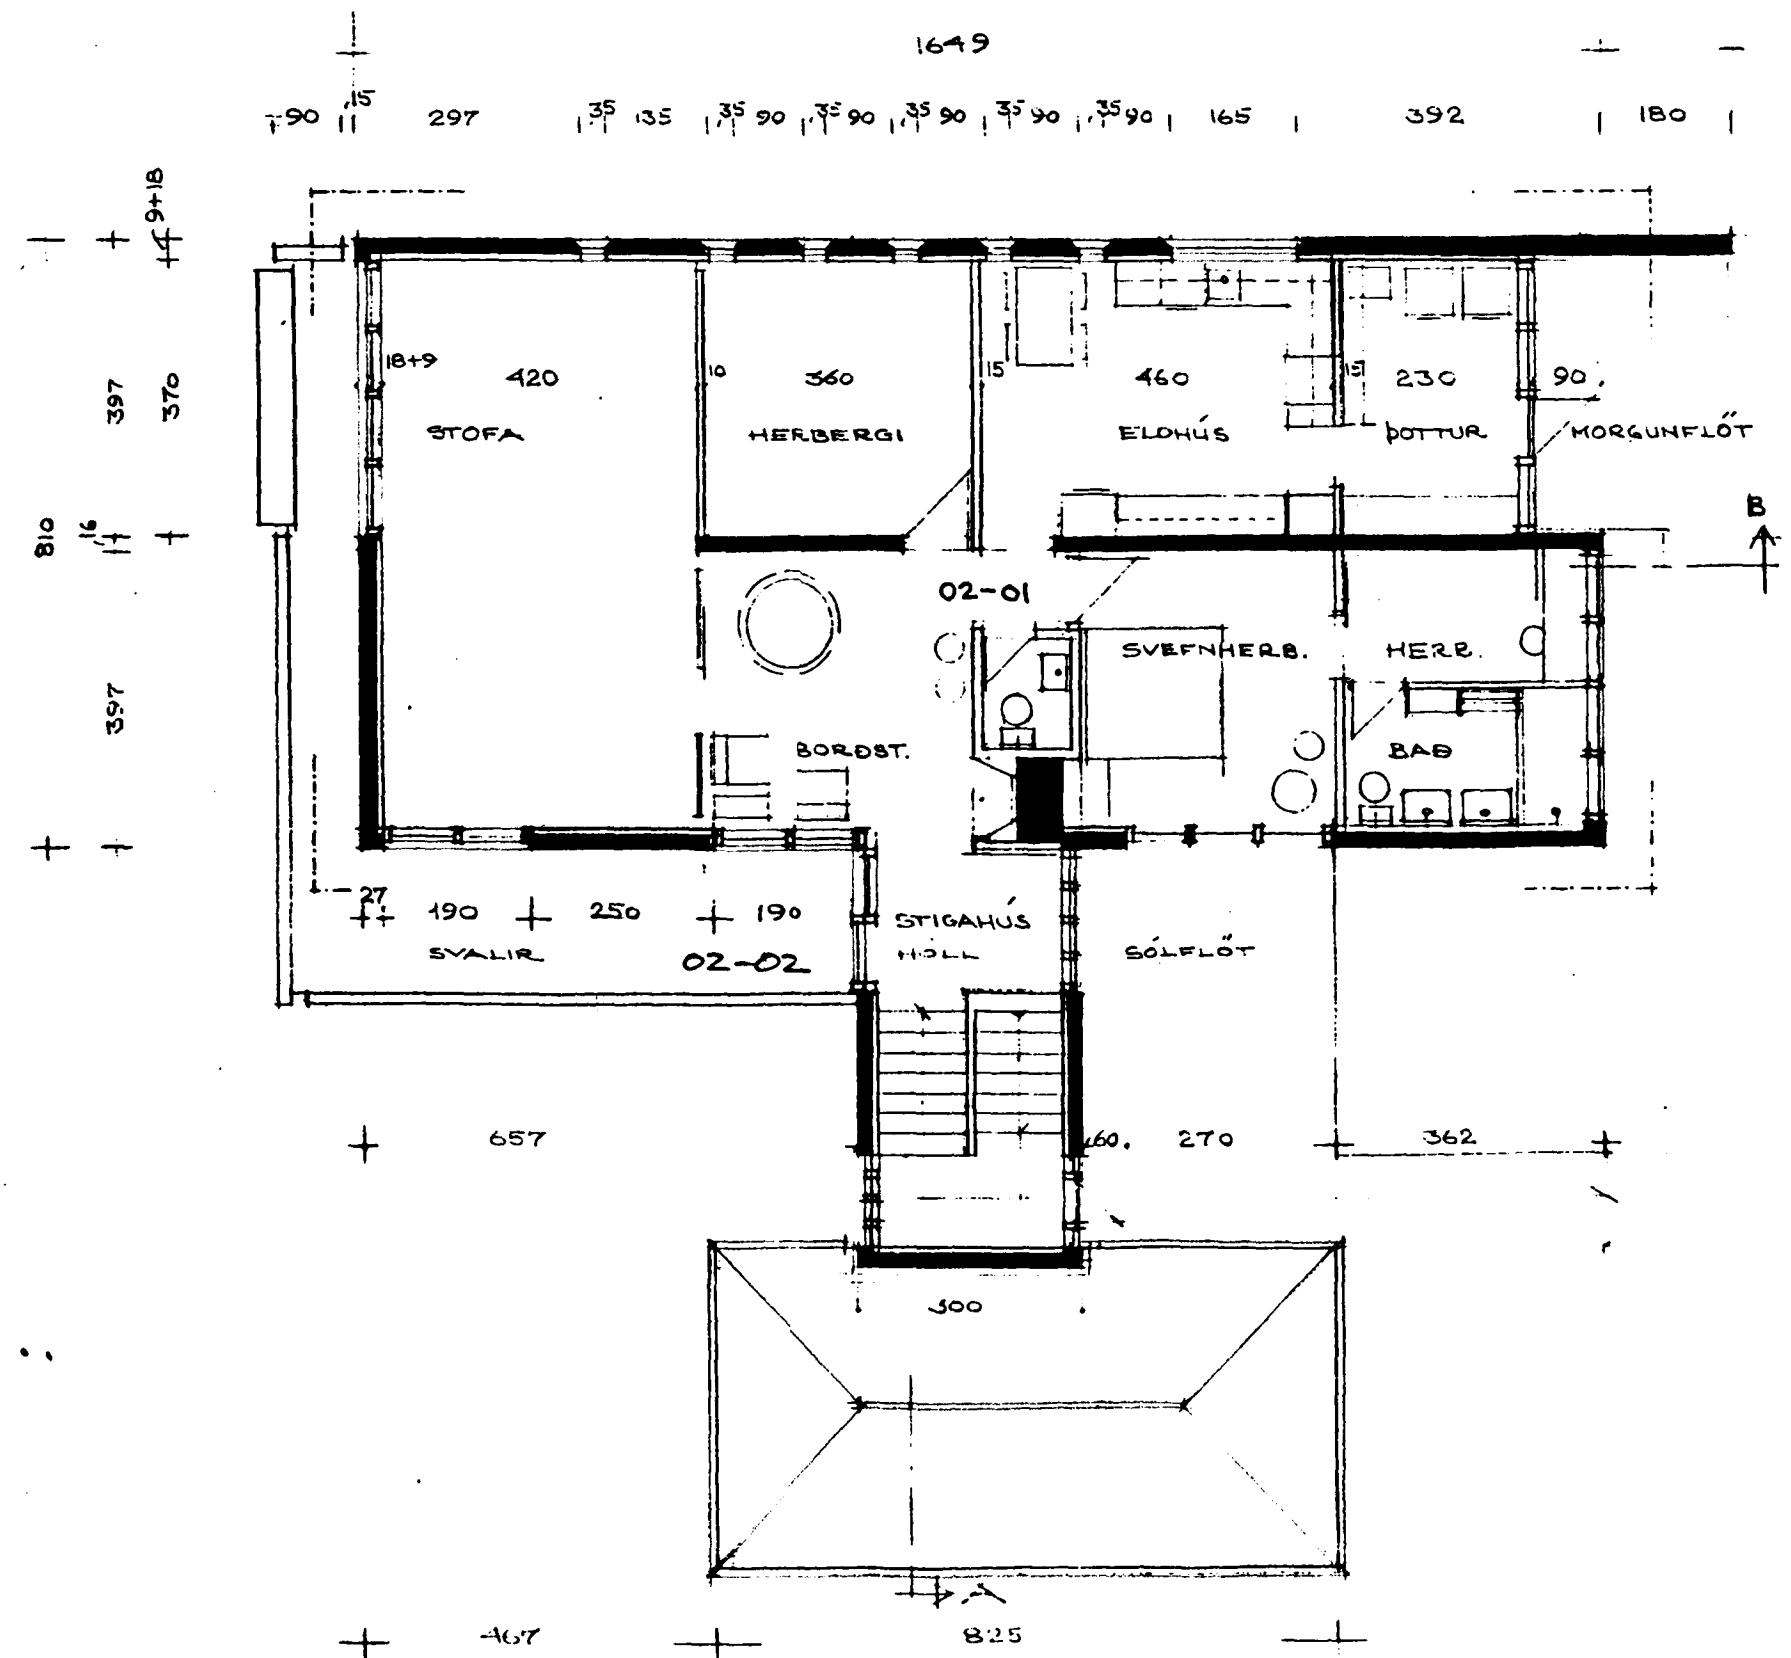 1649
90 15 297 35 135 35 90 35 90 35 90 35 90 35 90 165 392 180
9+18
18+9
420 10 360 15 460 15 230 90.
397 370
STOFA HERBERGI ELDHÚS ÞOTTUR MORGUNFLÖT
B
810 16
02-01
SVEFNHERB. HERB.
397
BORÐST. BAÐ
27
190 250 190 STIGAHÚS
SVALIR 02-02 HOLL SÓLFLÖT
657 60. 270 362
300
A
467 825